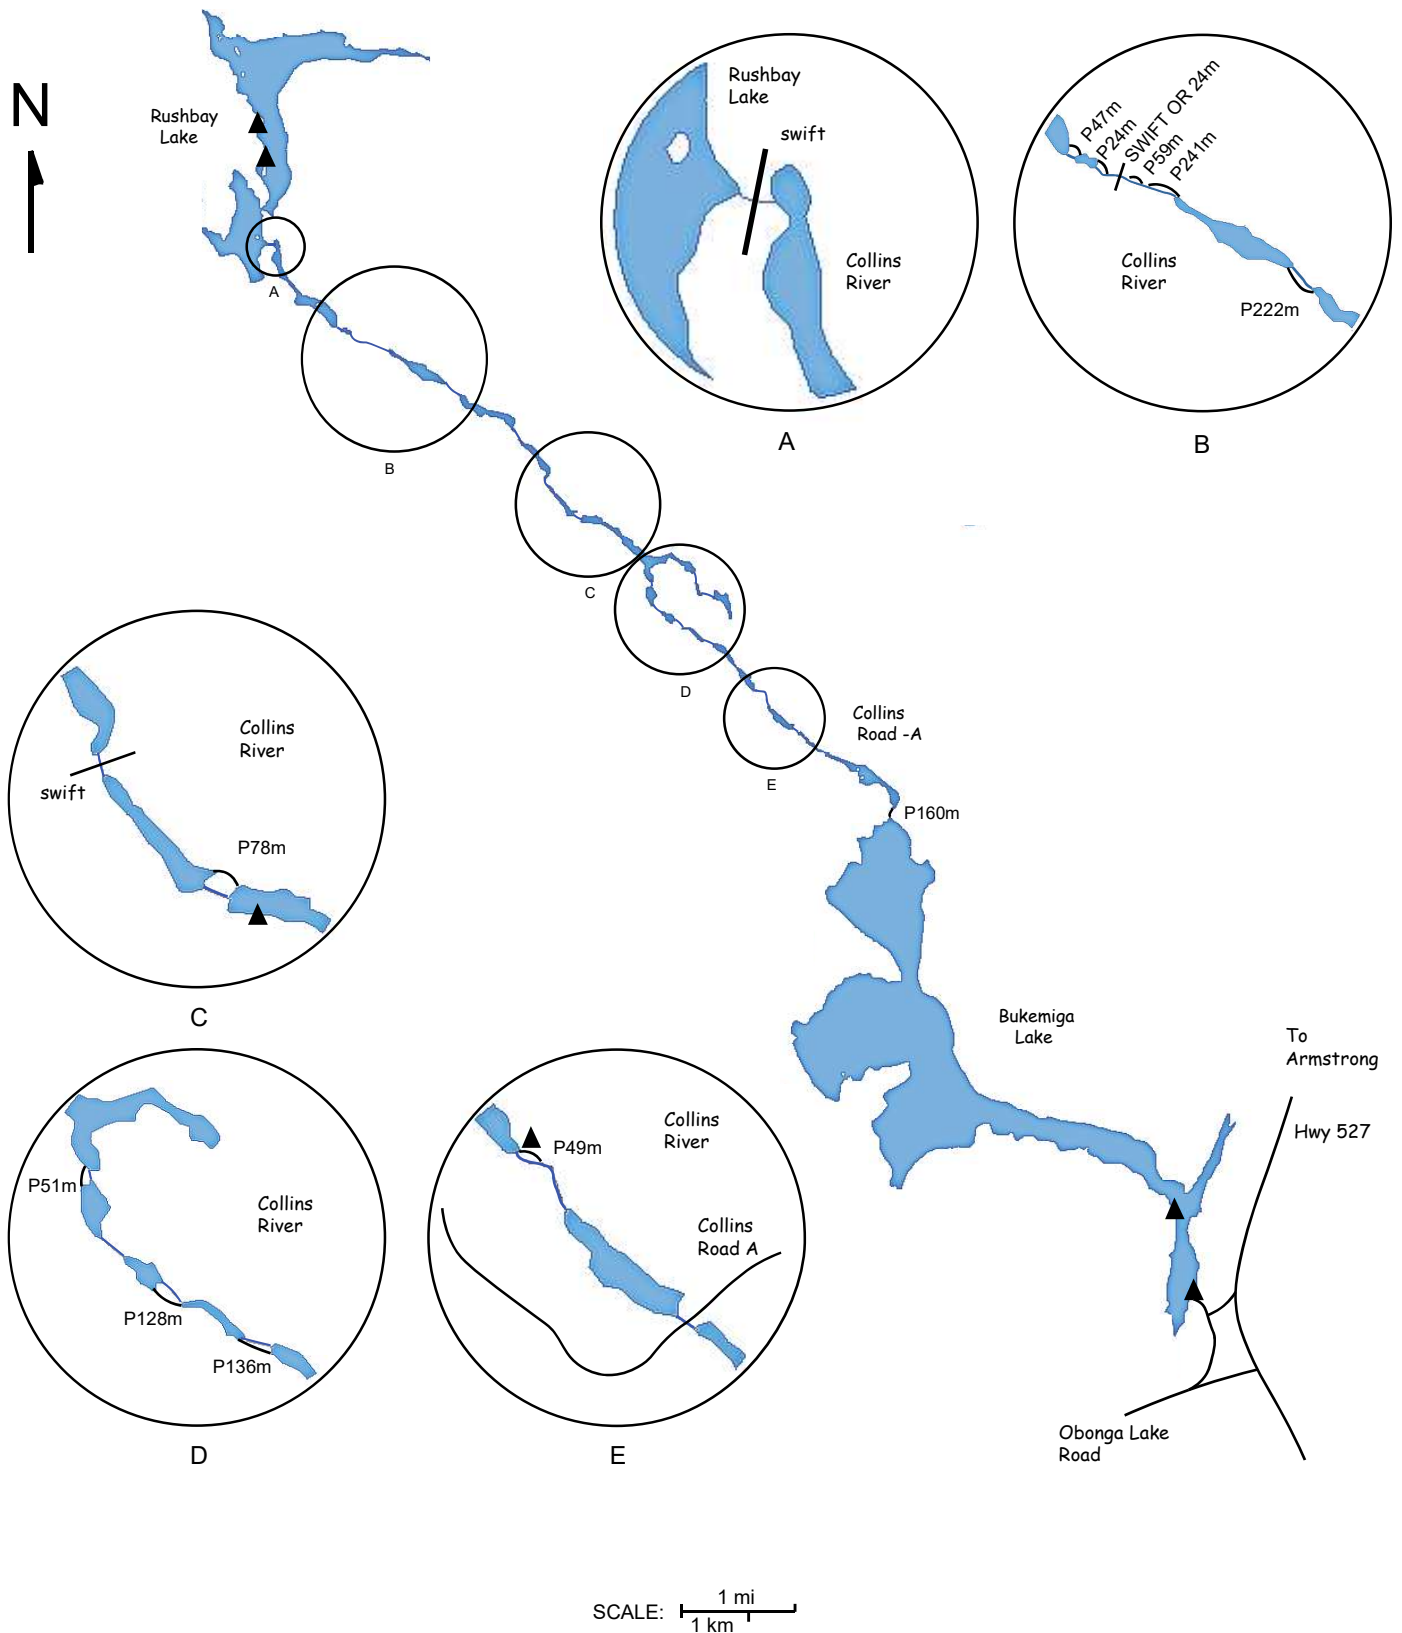 N
Rushbay
Lake
A
B
C
D
E
Collins
Road -A
P160m
Bukemiga
Lake
To
Armstrong
Hwy 527
Obonga Lake
Road
Rushbay
Lake
swift
Collins
River
A
P47m
P24m
SWIFT OR 24m
P59m
P241m
Collins
River
P222m
B
Collins
River
swift
P78m
C
P51m
Collins
River
P128m
P136m
D
Collins
River
P49m
Collins
Road A
E
SCALE:
1 mi
1 km